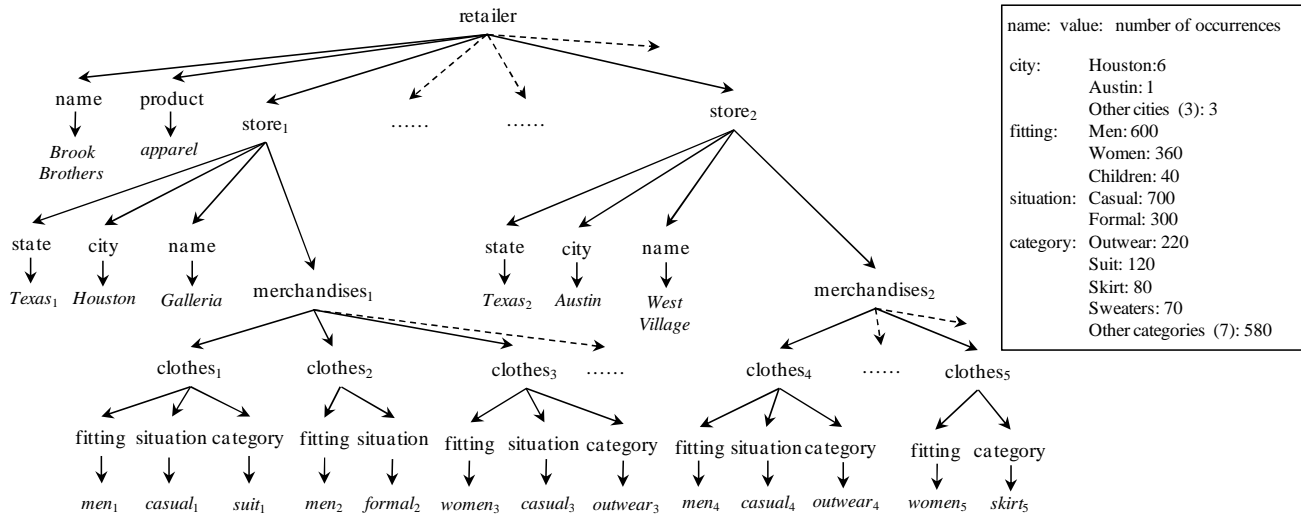 retailer
name product
Brook
Brothers
apparel
store1
......
......
store2
state city name
Texas1 Houston Galleria
merchandises1
state city name
Texas2 Austin West
Village
merchandises2
clothes1 clothes2 clothes3 ...... clothes4 ...... clothes5
fitting situation category fitting situation fitting situation category fitting situation category fitting category
men1 casual1 suit1 men2 formal2 women3 casual3 outwear3 men4 casual4 outwear4 women5 skirt5
name: value: number of occurrences
city: Houston:6
Austin: 1
Other cities (3): 3
fitting: Men: 600
Women: 360
Children: 40
situation: Casual: 700
Formal: 300
category: Outwear: 220
Suit: 120
Skirt: 80
Sweaters: 70
Other categories (7): 580